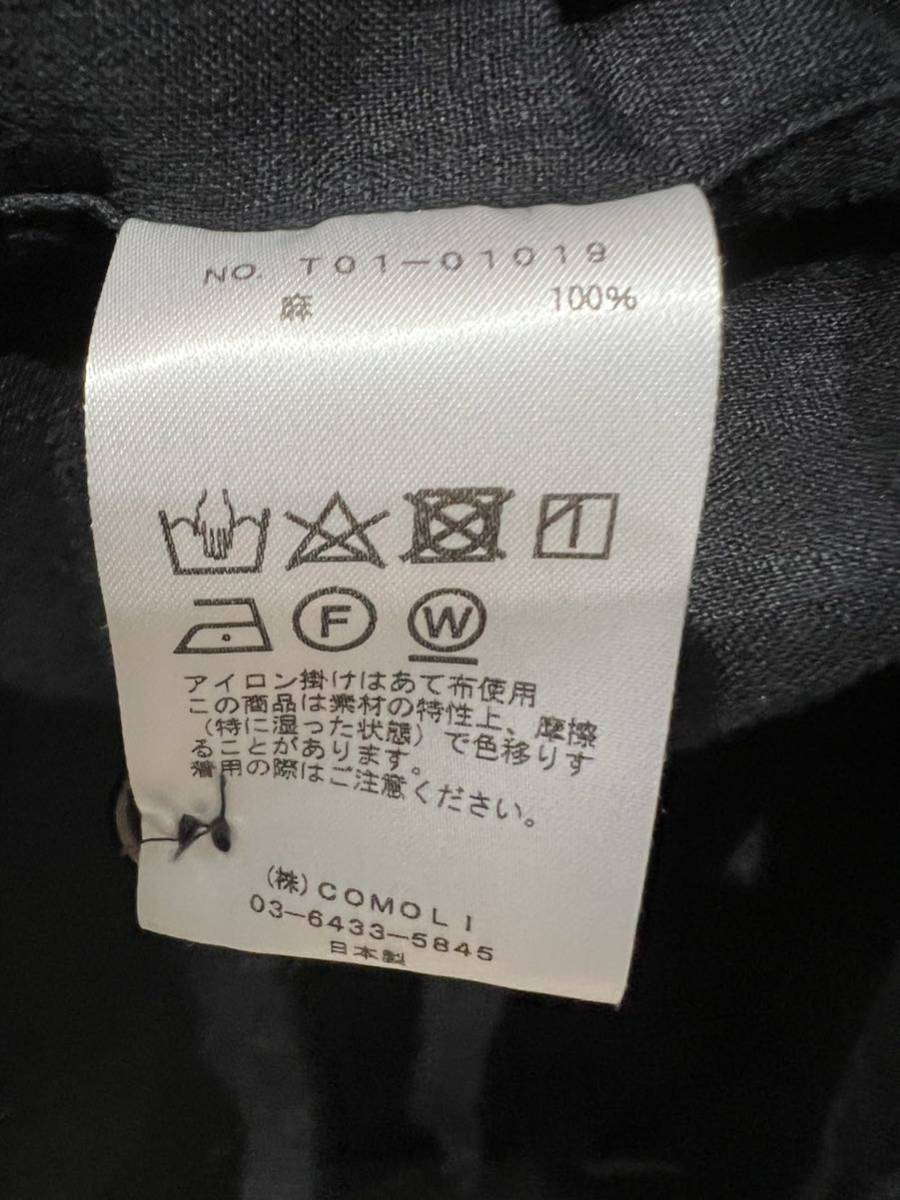 NO. T01-01019
麻 100%
F W
アイロン掛けはあて布使用
この商品は素材の特性上、摩擦
(特に湿った状態)で色移りす
ることがあります。
着用の際はご注意ください。
(株)COMOLI
03-6433-5845
日本製